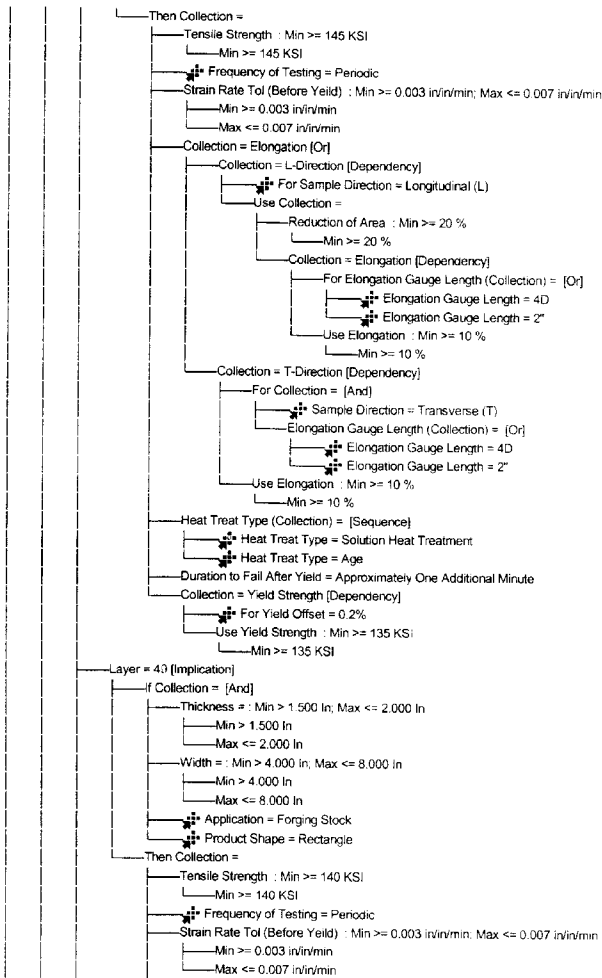 Then Collection =
Tensile Strength : Min >= 145 KSI
Min >= 145 KSI
Frequency of Testing = Periodic
Strain Rate Tol (Before Yeild) : Min >= 0.003 in/in/min; Max <= 0.007 in/in/min
Min >= 0.003 in/in/min
Max <= 0.007 in/in/min
Collection = Elongation [Or]
Collection = L-Direction [Dependency]
For Sample Direction = Longitudinal (L)
Use Collection =
Reduction of Area : Min >= 20 %
Min >= 20 %
Collection = Elongation [Dependency]
For Elongation Gauge Length (Collection) = [Or]
Elongation Gauge Length = 4D
Elongation Gauge Length = 2"
Use Elongation : Min >= 10 %
Min >= 10 %
Collection = T-Direction [Dependency]
For Collection = [And]
Sample Direction = Transverse (T)
Elongation Gauge Length (Collection) = [Or]
Elongation Gauge Length = 4D
Elongation Gauge Length = 2"
Use Elongation : Min >= 10 %
Min >= 10 %
Heat Treat Type (Collection) = [Sequence]
Heat Treat Type = Solution Heat Treatment
Heat Treat Type = Age
Duration to Fail After Yield = Approximately One Additional Minute
Collection = Yield Strength [Dependency]
For Yield Offset = 0.2%
Use Yield Strength : Min >= 135 KSI
Min >= 135 KSI
Layer = 40 [Implication]
If Collection = [And]
Thickness = : Min > 1.500 In; Max <= 2.000 In
Min > 1.500 In
Max <= 2.000 In
Width = : Min > 4.000 In; Max <= 8.000 In
Min > 4.000 In
Max <= 8.000 In
Application = Forging Stock
Product Shape = Rectangle
Then Collection =
Tensile Strength : Min >= 140 KSI
Min >= 140 KSI
Frequency of Testing = Periodic
Strain Rate Tol (Before Yeild) : Min >= 0.003 in/in/min; Max <= 0.007 in/in/min
Min >= 0.003 in/in/min
Max <= 0.007 in/in/min